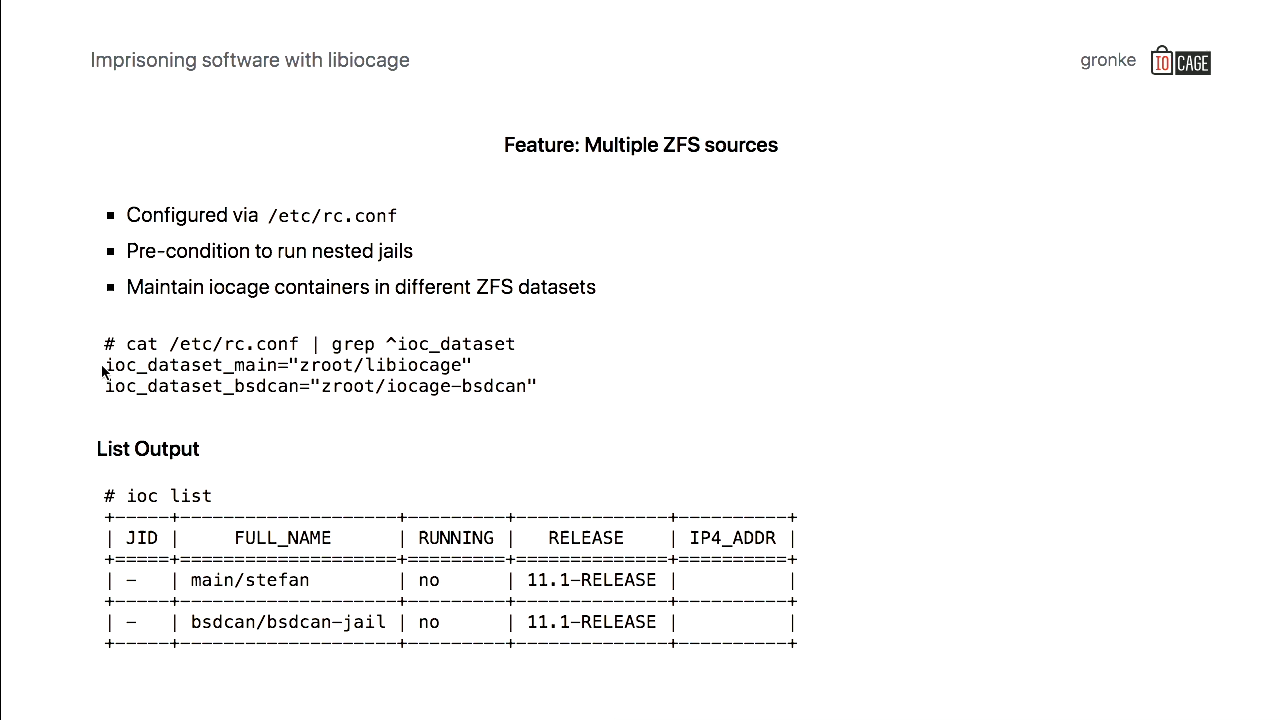 Imprisoning software with libiocage
gronke IO CAGE
Feature: Multiple ZFS sources
▪ Configured via /etc/rc.conf
▪ Pre-condition to run nested jails
▪ Maintain iocage containers in different ZFS datasets
# cat /etc/rc.conf | grep ^ioc_dataset
ioc_dataset_main="zroot/libiocage"
ioc_dataset_bsdcan="zroot/iocage-bsdcan"
List Output
# ioc list
+-----+--------------------+---------+--------------+----------+
| JID |     FULL_NAME      | RUNNING |   RELEASE    | IP4_ADDR |
+=====+====================+=========+==============+==========+
| -   | main/stefan        | no      | 11.1-RELEASE |          |
+-----+--------------------+---------+--------------+----------+
| -   | bsdcan/bsdcan-jail | no      | 11.1-RELEASE |          |
+-----+--------------------+---------+--------------+----------+